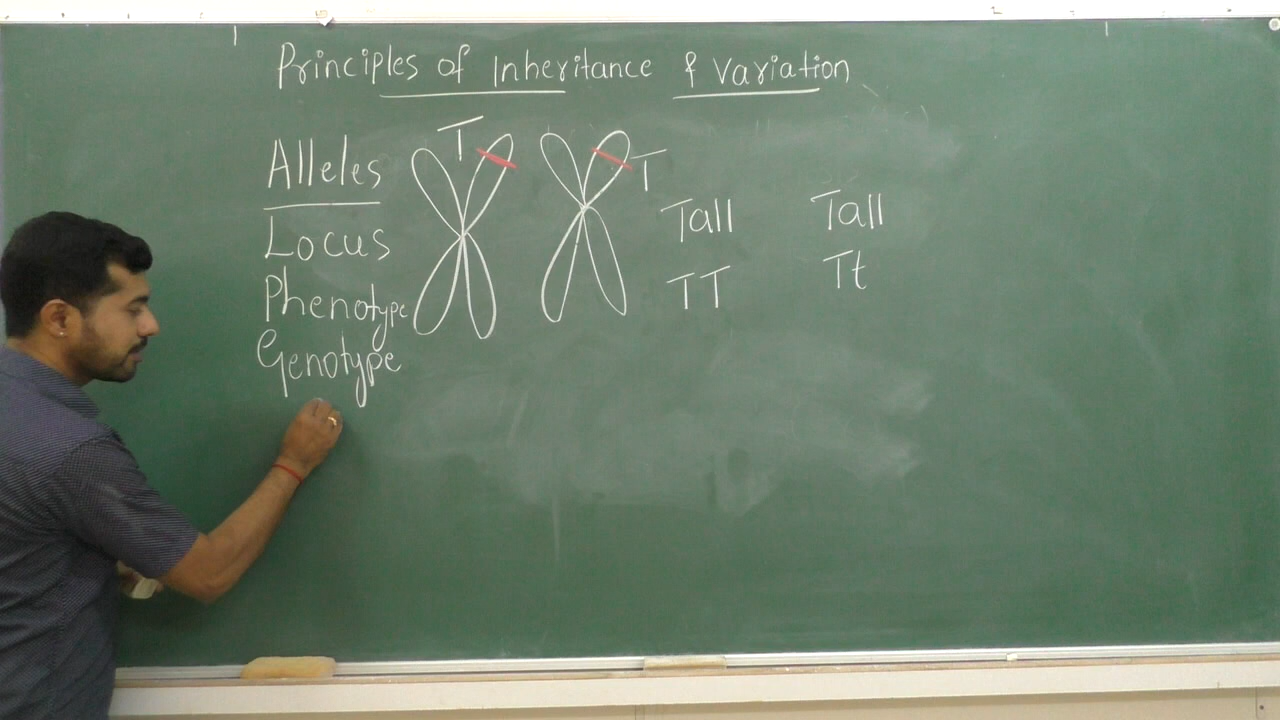 Principles of Inheritance & Variation
Alleles
T
T
Locus
Tall Tall
Phenotype
TT Tt
Genotype